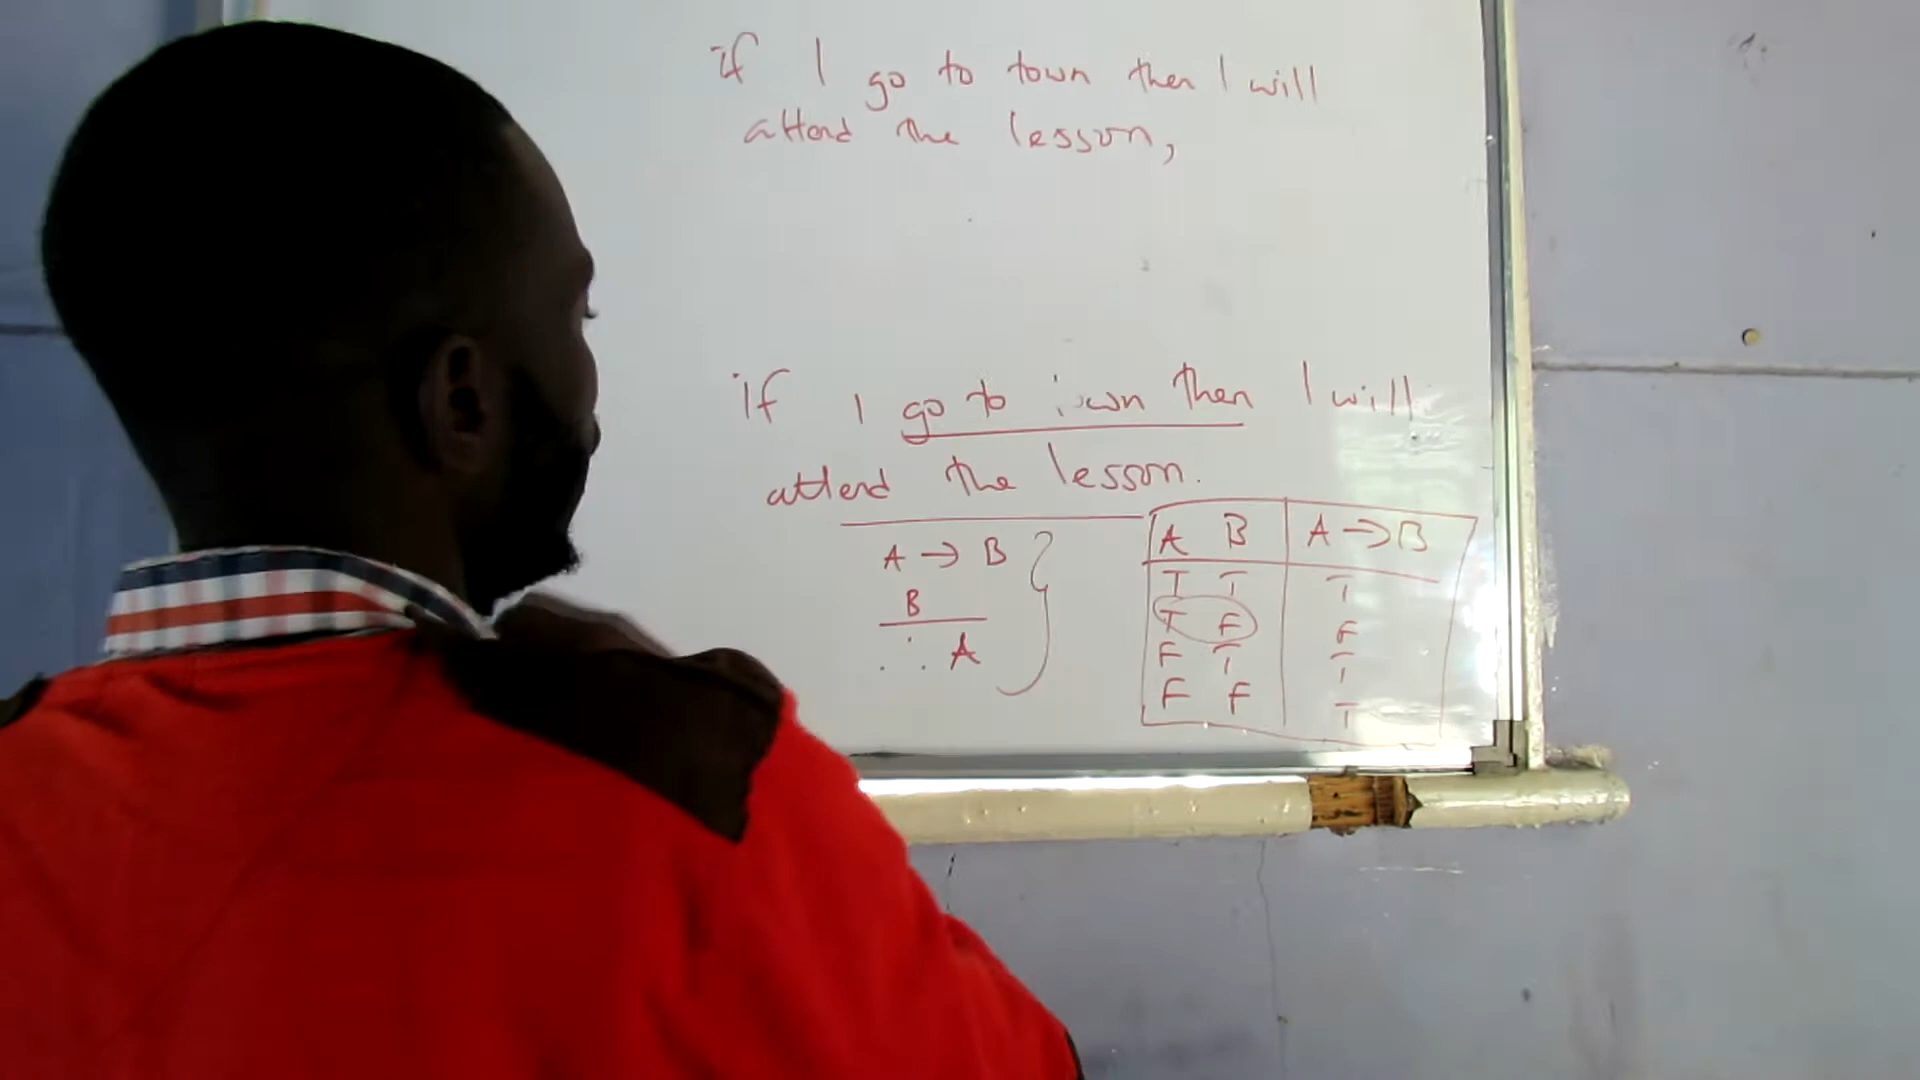 if I go to town then I will
attend the lesson,
if I go to town then I will
attend the lesson.
A → B
B
∴ A
A B A → B
T T T
T F F
F T T
F F T